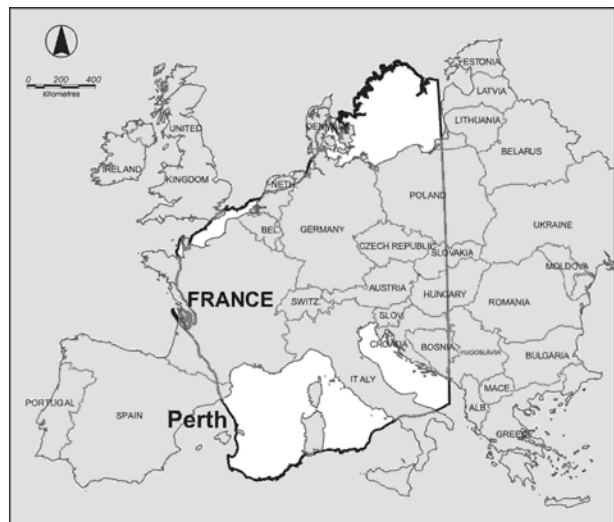 0 200 400
Kilometres
ESTONIA
LATVIA
LITHUANIA
BELARUS
UNITED
KINGDOM
IRELAND
NETH
BEL
GERMANY
POLAND
CZECH REPUBLIC
SLOVAKIA
UKRAINE
MOLDOVA
FRANCE
SWITZ.
AUSTRIA
HUNGARY
ROMANIA
SLOV.
CROATIA
BOSNIA
YUGOSLAVIA
BULGARIA
ITALY
MACE.
ALB.
GREECE
PORTUGAL
SPAIN
Perth